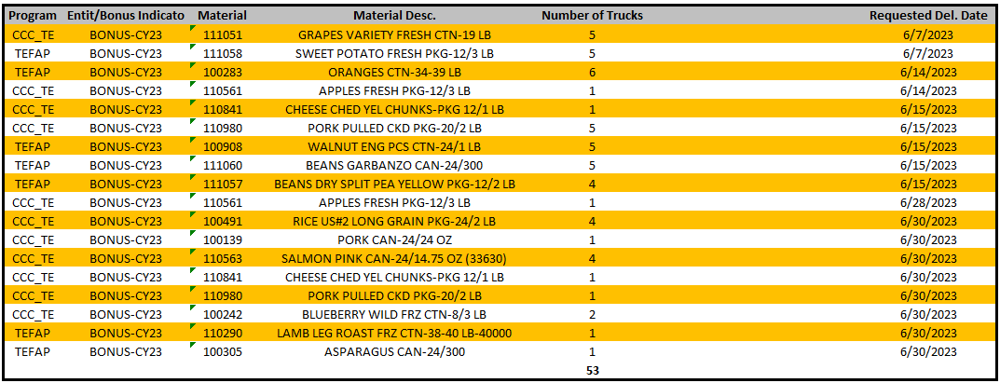 Program Entit/Bonus Indicato Material Material Desc. Number of Trucks Requested Del. Date
CCC_TE BONUS-CY23 111051 GRAPES VARIETY FRESH CTN-19 LB 5 6/7/2023
TEFAP BONUS-CY23 111058 SWEET POTATO FRESH PKG-12/3 LB 5 6/7/2023
TEFAP BONUS-CY23 100283 ORANGES CTN-34-39 LB 6 6/14/2023
CCC_TE BONUS-CY23 110561 APPLES FRESH PKG-12/3 LB 1 6/14/2023
CCC_TE BONUS-CY23 110841 CHEESE CHED YEL CHUNKS-PKG 12/1 LB 1 6/15/2023
CCC_TE BONUS-CY23 110980 PORK PULLED CKD PKG-20/2 LB 5 6/15/2023
TEFAP BONUS-CY23 100908 WALNUT ENG PCS CTN-24/1 LB 5 6/15/2023
TEFAP BONUS-CY23 111060 BEANS GARBANZO CAN-24/300 5 6/15/2023
TEFAP BONUS-CY23 111057 BEANS DRY SPLIT PEA YELLOW PKG-12/2 LB 4 6/15/2023
CCC_TE BONUS-CY23 110561 APPLES FRESH PKG-12/3 LB 1 6/28/2023
CCC_TE BONUS-CY23 100491 RICE US#2 LONG GRAIN PKG-24/2 LB 4 6/30/2023
CCC_TE BONUS-CY23 100139 PORK CAN-24/24 OZ 1 6/30/2023
CCC_TE BONUS-CY23 110563 SALMON PINK CAN-24/14.75 OZ (33630) 4 6/30/2023
CCC_TE BONUS-CY23 110841 CHEESE CHED YEL CHUNKS-PKG 12/1 LB 1 6/30/2023
CCC_TE BONUS-CY23 110980 PORK PULLED CKD PKG-20/2 LB 1 6/30/2023
CCC_TE BONUS-CY23 100242 BLUEBERRY WILD FRZ CTN-8/3 LB 2 6/30/2023
TEFAP BONUS-CY23 110290 LAMB LEG ROAST FRZ CTN-38-40 LB-40000 1 6/30/2023
TEFAP BONUS-CY23 100305 ASPARAGUS CAN-24/300 1 6/30/2023
53